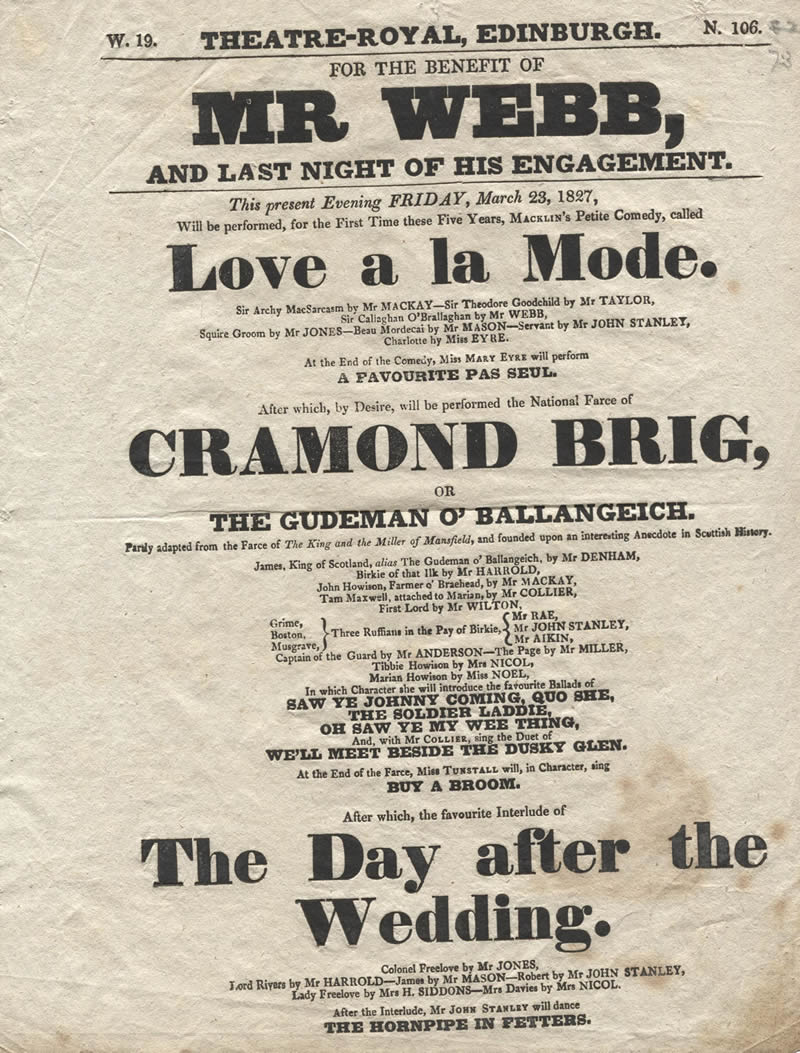 W. 19. THEATRE-ROYAL, EDINBURGH. N. 106.
FOR THE BENEFIT OF
MR WEBB,
AND LAST NIGHT OF HIS ENGAGEMENT.
This present Evening FRIDAY, March 23, 1827,
Will be performed, for the First Time these Five Years, MACKLIN's Petite Comedy, called
Love a la Mode.
Sir Archy MacSarcasm by Mr MACKAY—Sir Theodore Goodchild by Mr TAYLOR,
Sir Callaghan O'Brallaghan by Mr WEBB,
Squire Groom by Mr JONES—Beau Mordecai by Mr MASON—Servant by Mr JOHN STANLEY,
Charlotte by Miss EYRE.
At the End of the Comedy, Miss MARY EYRE will perform
A FAVOURITE PAS SEUL.
After which, by Desire, will be performed the National Farce of
CRAMOND BRIG,
OR
THE GUDEMAN O' BALLANGEICH.
Partly adapted from the Farce of The King and the Miller of Mansfield, and founded upon an interesting Anecdote in Scottish History.
James, King of Scotland, alias The Gudeman o' Ballangeich, by Mr DENHAM,
Birkie of that Ilk by Mr HARROLD,
John Howison, Farmer o' Braehead, by Mr MACKAY,
Tam Maxwell, attached to Marian, by Mr COLLIER,
First Lord by Mr WILTON,
Grime, Mr RAE,
Boston, Three Ruffians in the Pay of Birkie, Mr JOHN STANLEY,
Musgrave, Mr AIKIN,
Captain of the Guard by Mr ANDERSON—The Page by Mr MILLER,
Tibbie Howison by Mrs NICOL,
Marian Howison by Miss NOEL,
In which Character she will introduce the favourite Ballads of
SAW YE JOHNNY COMING, QUO SHE,
THE SOLDIER LADDIE,
OH SAW YE MY WEE THING,
And, with Mr COLLIER, sing the Duet of
WE'LL MEET BESIDE THE DUSKY GLEN.
At the End of the Farce, Miss TUNSTALL will, in Character, sing
BUY A BROOM.
After which, the favourite Interlude of
The Day after the
Wedding.
Colonel Freelove by Mr JONES,
Lord Rivers by Mr HARROLD—James by Mr MASON—Robert by Mr JOHN STANLEY,
Lady Freelove by Mrs H. SIDDONS—Mrs Davies by Mrs NICOL.
After the Interlude, Mr JOHN STANLEY will dance
THE HORNPIPE IN FETTERS.